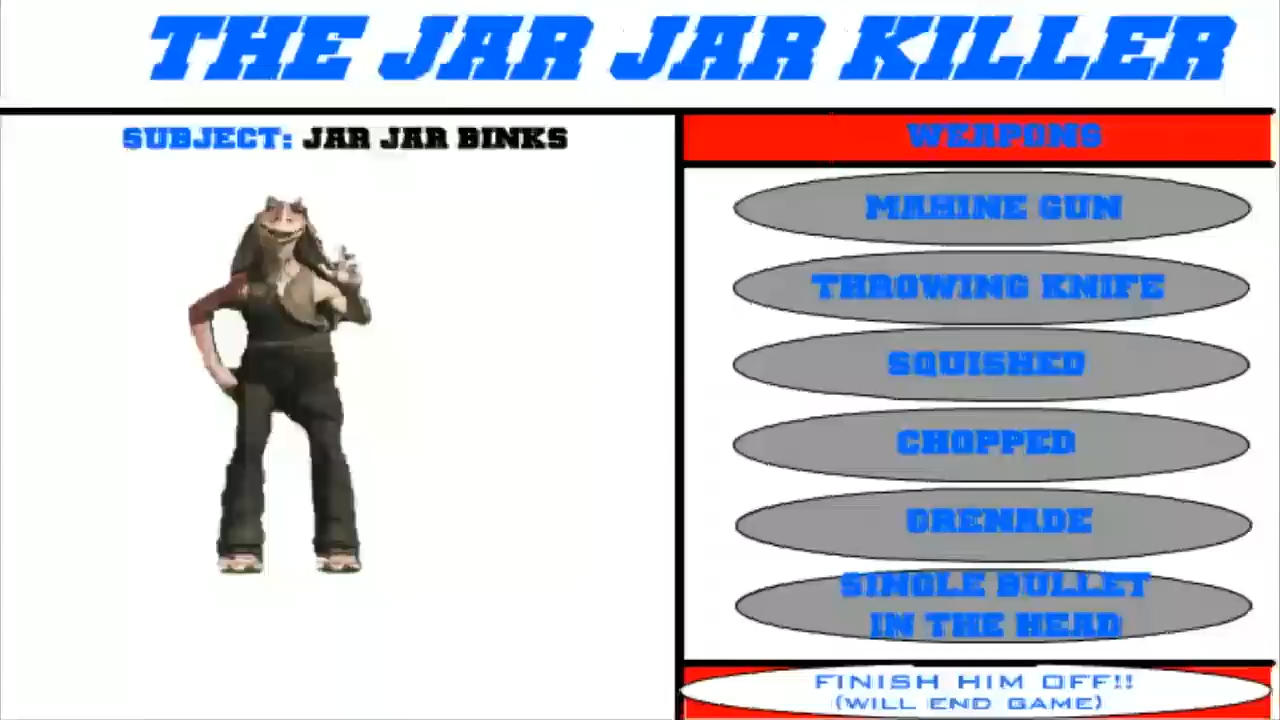 THE JAR JAR KILLER
SUBJECT: JAR JAR BINKS
WEAPONS
MAHINE GUN
THROWING KNIFE
SQUISHED
CHOPPED
GRENADE
SINGLE BULLET
IN THE HEAD
FINISH HIM OFF!!
(WILL END GAME)